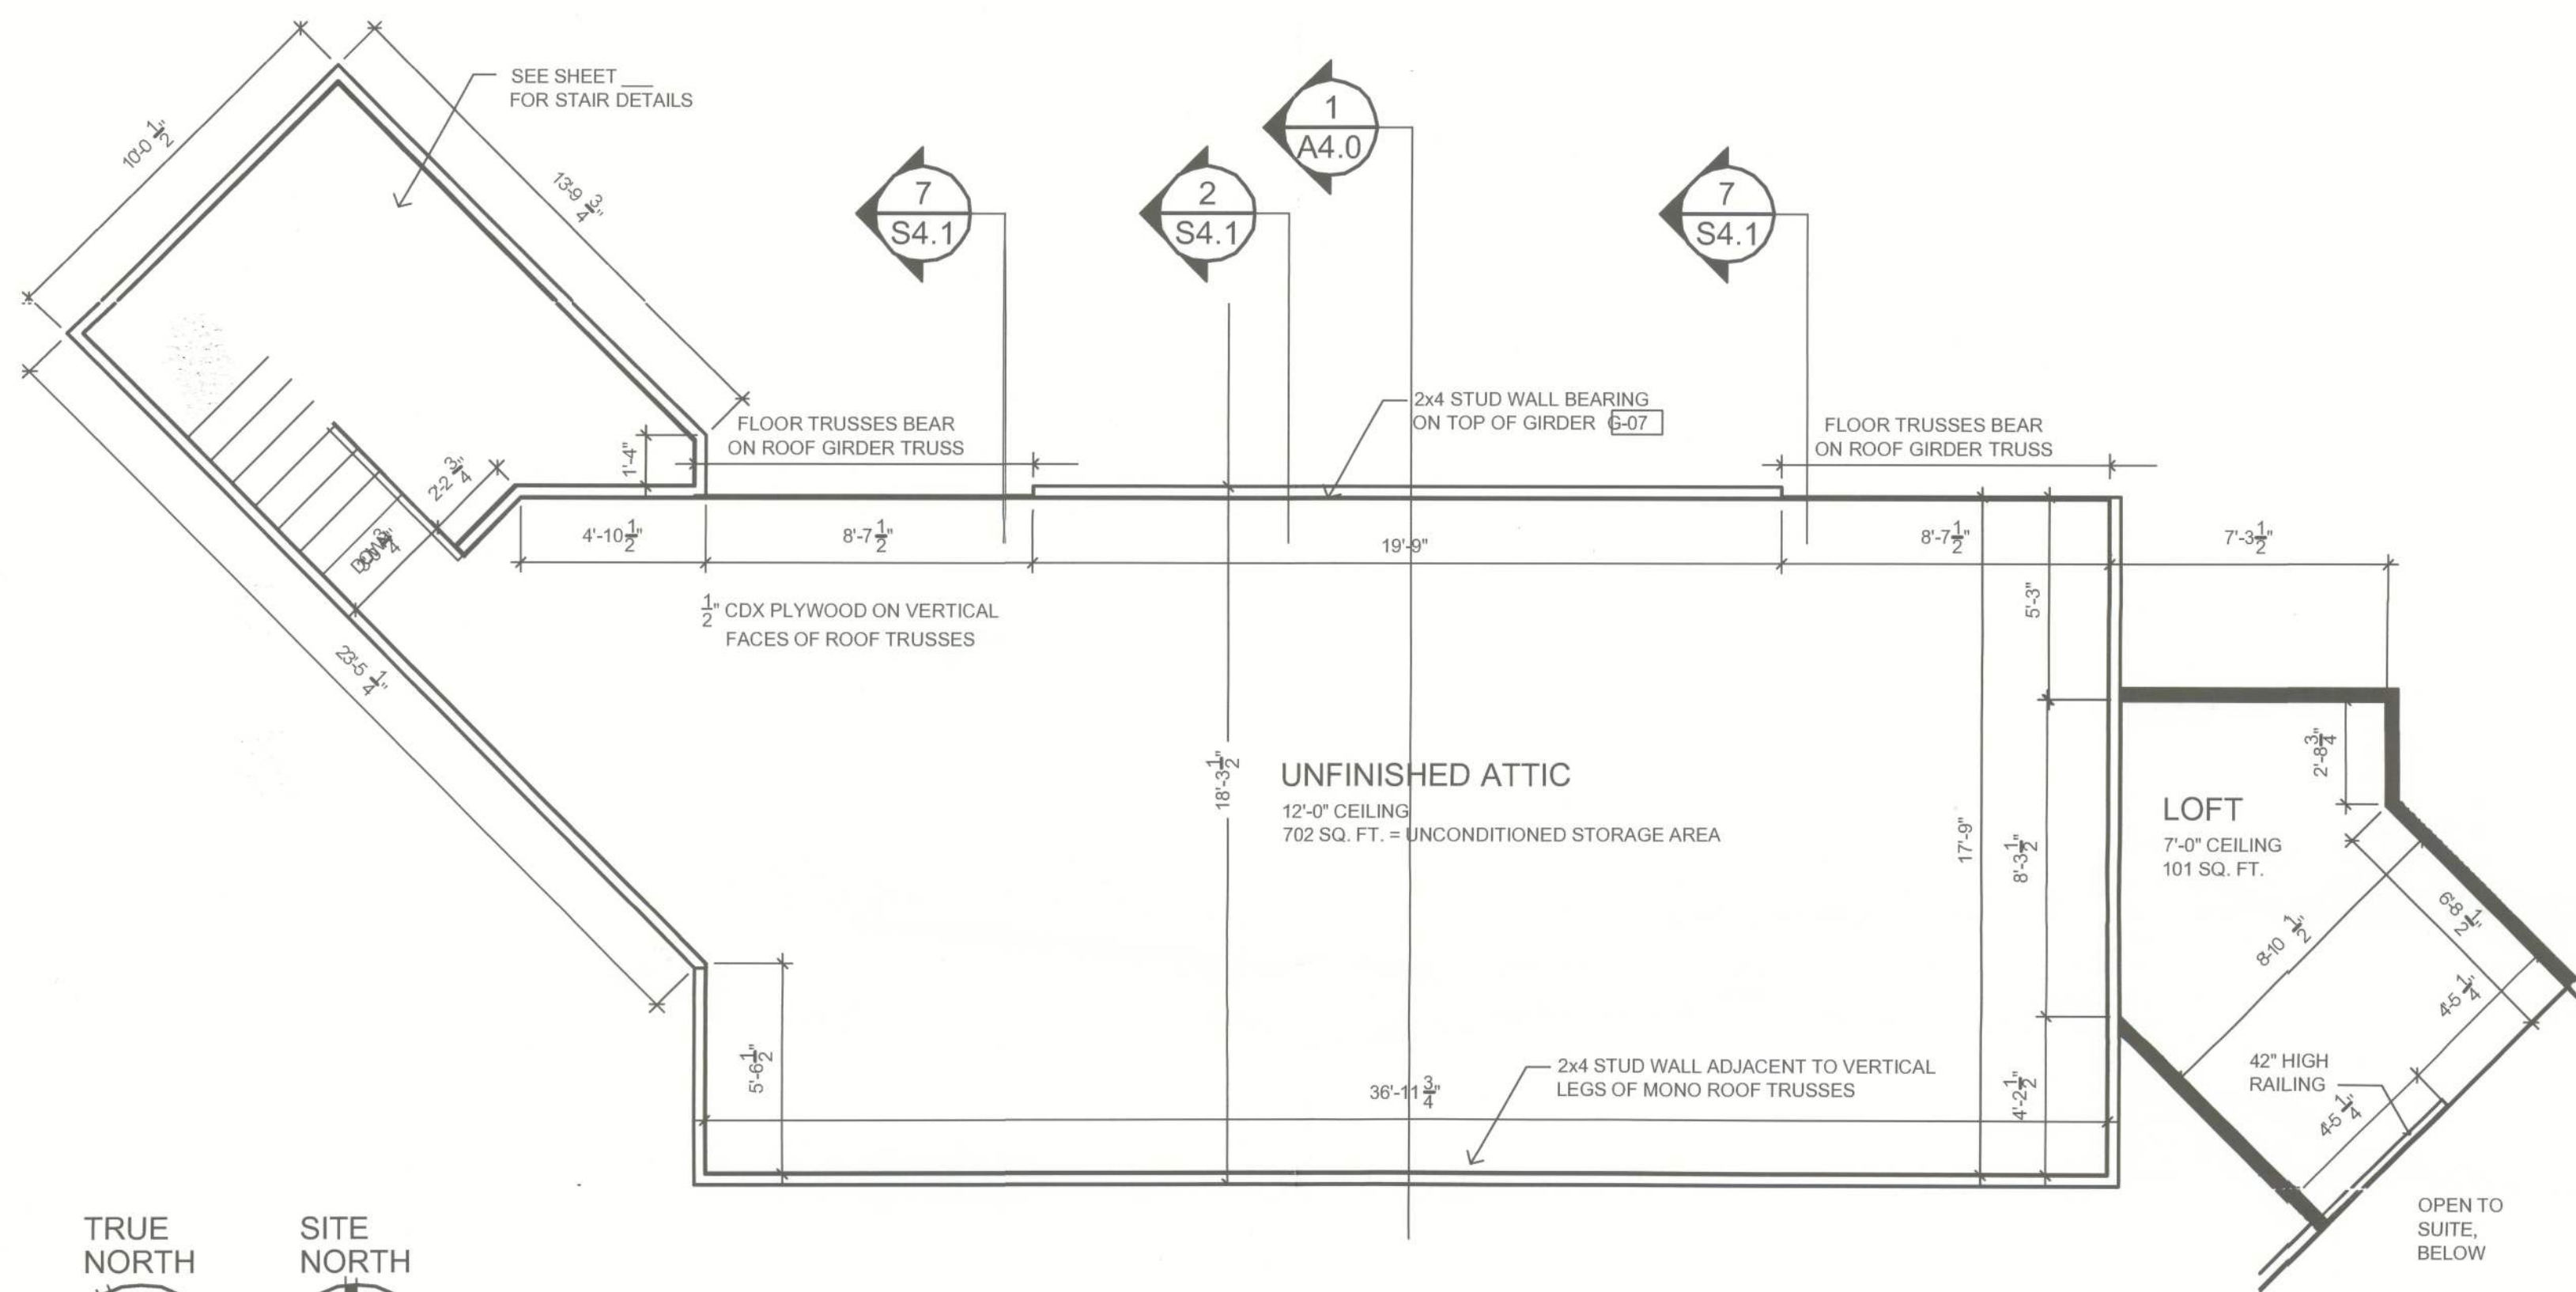 SEE SHEET ___
FOR STAIR DETAILS
1
A4.0
7
S4.1
2
S4.1
7
S4.1
10'-0 1/2"
13'-9 3/4"
2x4 STUD WALL BEARING
ON TOP OF GIRDER G-07
FLOOR TRUSSES BEAR
ON ROOF GIRDER TRUSS
FLOOR TRUSSES BEAR
ON ROOF GIRDER TRUSS
1'-4"
2'-2 3/4"
4'-10 1/2"
8'-7 1/2"
19'-9"
8'-7 1/2"
7'-3 1/2"
5'-3"
1/2" CDX PLYWOOD ON VERTICAL
FACES OF ROOF TRUSSES
23'-5 1/4"
18'-3 1/2"
UNFINISHED ATTIC
12'-0" CEILING
702 SQ. FT. = UNCONDITIONED STORAGE AREA
17'-9"
8'-3 1/2"
2'-8 3/4"
LOFT
7'-0" CEILING
101 SQ. FT.
8'-10 1/2"
6'-8 1/2"
4'-5 1/4"
5'-6 1/2"
36'-11 3/4"
2x4 STUD WALL ADJACENT TO VERTICAL
LEGS OF MONO ROOF TRUSSES
4'-2 1/2"
42" HIGH
RAILING
4'-5 1/4"
OPEN TO
SUITE,
BELOW
TRUE
NORTH
SITE
NORTH